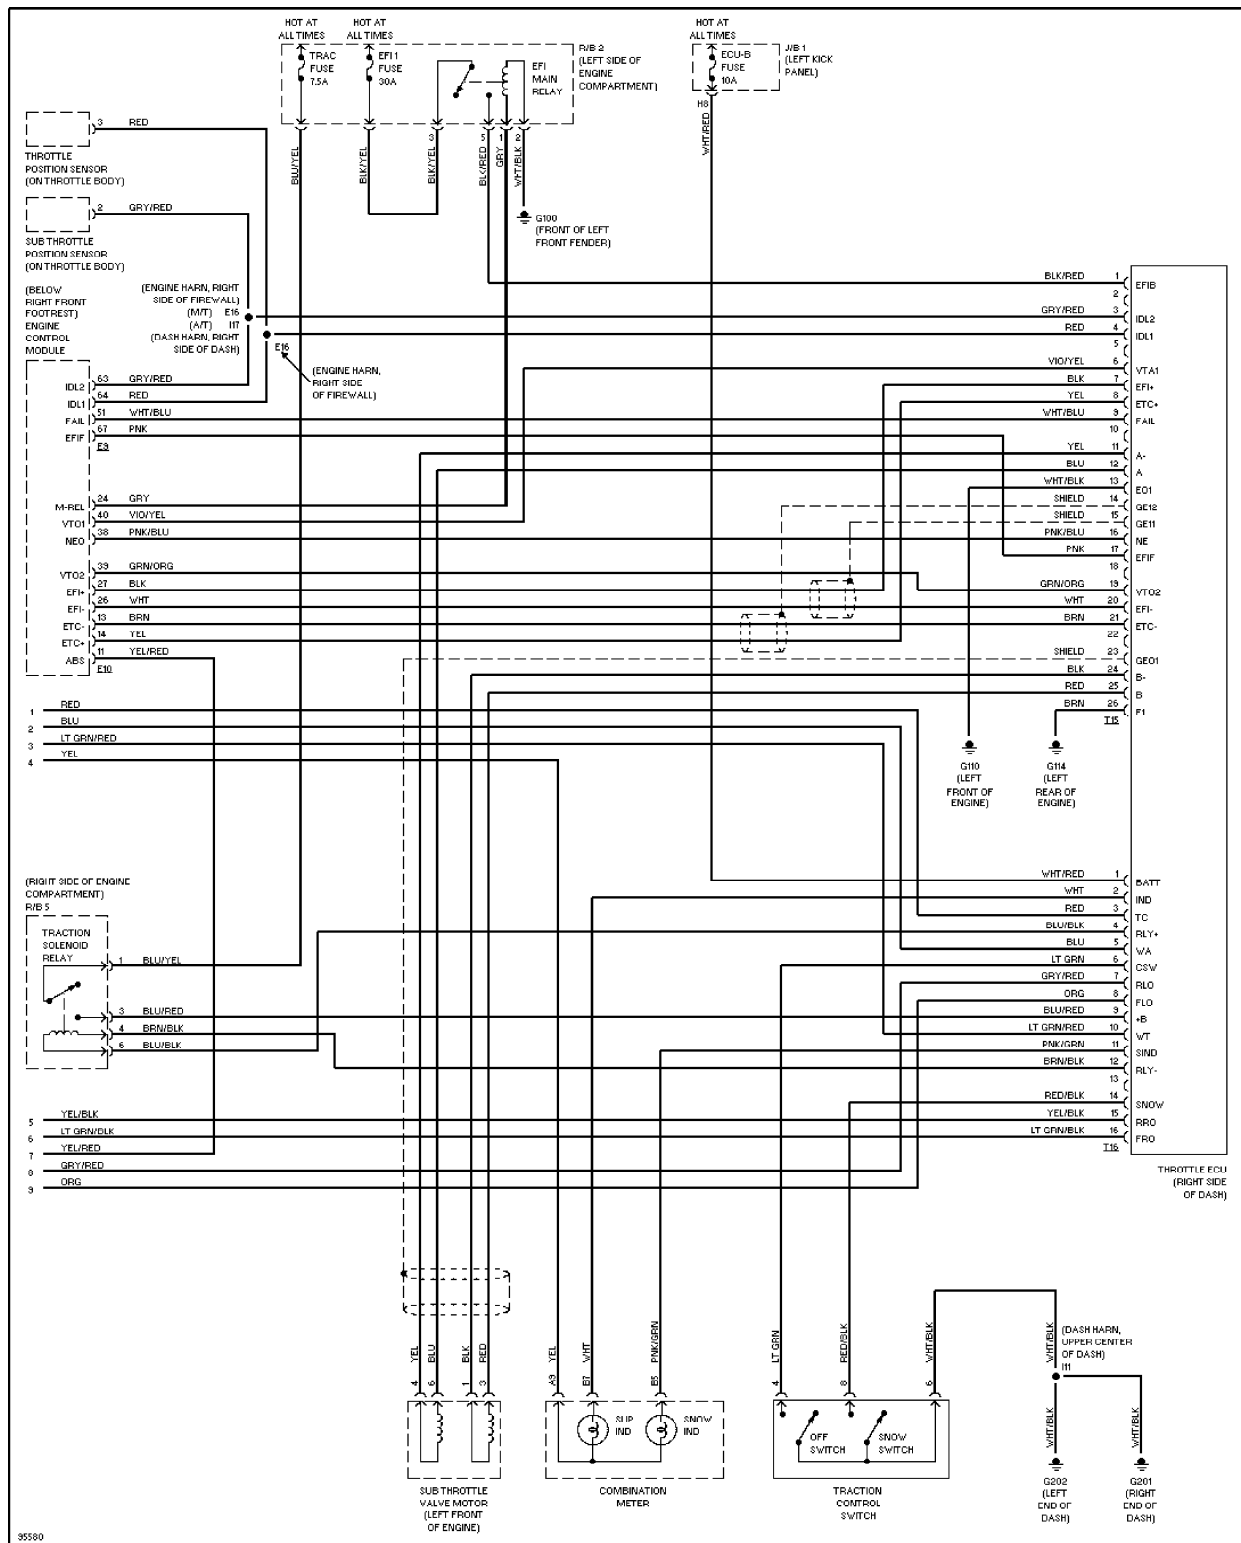 HOT AT
ALL TIMES
HOT AT
ALL TIMES
HOT AT
ALL TIMES
TRAC
FUSE
7.5A
EFI 1
FUSE
30A
EFI
MAIN
RELAY
R/B 2
(LEFT SIDE OF
ENGINE
COMPARTMENT)
ECU-B
FUSE
10A
J/B 1
(LEFT KICK
PANEL)
H8
WHT/RED
BLU/YEL
BLK/YEL
3
BLK/YEL
5
BLK/RED
1
GRY
2
WHT/BLK
G100
(FRONT OF LEFT
FRONT FENDER)
3 RED
THROTTLE
POSITION SENSOR
(ON THROTTLE BODY)
2 GRY/RED
SUB THROTTLE
POSITION SENSOR
(ON THROTTLE BODY)
(BELOW
RIGHT FRONT
FOOTREST)
ENGINE
CONTROL
MODULE
(ENGINE HARN, RIGHT
SIDE OF FIREWALL)
(M/T) E16
(A/T) I17
(DASH HARN, RIGHT
SIDE OF DASH)
E16
(ENGINE HARN,
RIGHT SIDE
OF FIREWALL)
IDL2 63 GRY/RED
IDL1 64 RED
FAIL 51 WHT/BLU
EFIF 67 PNK
E9
M-REL 24 GRY
VTO1 40 VIO/YEL
NEO 38 PNK/BLU
VTO2 39 GRN/ORG
EFI+ 27 BLK
EFI- 26 WHT
ETC- 13 BRN
ETC+ 14 YEL
ABS 11 YEL/RED
E10
1 RED
2 BLU
3 LT GRN/RED
4 YEL
BLK/RED 1 EFIB
2
GRY/RED 3 IDL2
RED 4 IDL1
5
VIO/YEL 6 VTA1
BLK 7 EFI+
YEL 8 ETC+
WHT/BLU 9 FAIL
10
YEL 11 A-
BLU 12 A
WHT/BLK 13 EO1
SHIELD 14 GE12
SHIELD 15 GE11
PNK/BLU 16 NE
PNK 17 EFIF
18
GRN/ORG 19 VTO2
WHT 20 EFI-
BRN 21 ETC-
22
SHIELD 23 GEO1
BLK 24 B-
RED 25 B
BRN 26 F1
T15
G110
(LEFT
FRONT OF
ENGINE)
G114
(LEFT
REAR OF
ENGINE)
WHT/RED 1 BATT
WHT 2 IND
RED 3 TC
BLU/BLK 4 RLY+
BLU 5 WA
LT GRN 6 CSW
GRY/RED 7 RLO
ORG 8 FLO
BLU/RED 9 +B
LT GRN/RED 10 WT
PNK/GRN 11 SIND
BRN/BLK 12 RLY-
13
RED/BLK 14 SNOW
YEL/BLK 15 RRO
LT GRN/BLK 16 FRO
T16
THROTTLE ECU
(RIGHT SIDE
OF DASH)
(RIGHT SIDE OF ENGINE
COMPARTMENT)
R/B 5
TRACTION
SOLENOID
RELAY
1 BLU/YEL
3 BLU/RED
4 BRN/BLK
6 BLU/BLK
5 YEL/BLK
6 LT GRN/BLK
7 YEL/RED
8 GRY/RED
9 ORG
4 YEL
6 BLU
1 BLK
3 RED
A9 YEL
B7 WHT
B5 PNK/GRN
4 LT GRN
8 RED/BLK
6 WHT/BLK
WHT/BLK
(DASH HARN,
UPPER CENTER
OF DASH)
I11
WHT/BLK
WHT/BLK
SLIP
IND
SNOW
IND
OFF
SWITCH
SNOW
SWITCH
SUB THROTTLE
VALVE MOTOR
(LEFT FRONT
OF ENGINE)
COMBINATION
METER
TRACTION
CONTROL
SWITCH
G202
(LEFT
END OF
DASH)
G201
(RIGHT
END OF
DASH)
95580